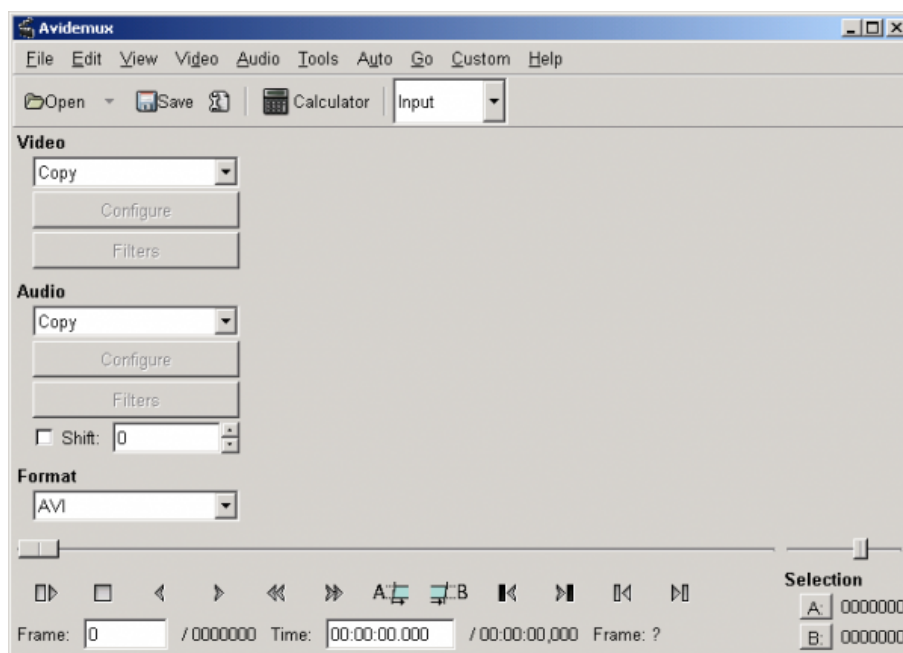 Avidemux
File Edit View Video Audio Tools Auto Go Custom Help
Open Save Calculator Input
Video
Copy
Configure
Filters
Audio
Copy
Configure
Filters
Shift: 0
Format
AVI
A B
Selection
A: 0000000
Frame: 0 / 0000000 Time: 00:00:00.000 / 00:00:00,000 Frame: ?
B: 0000000